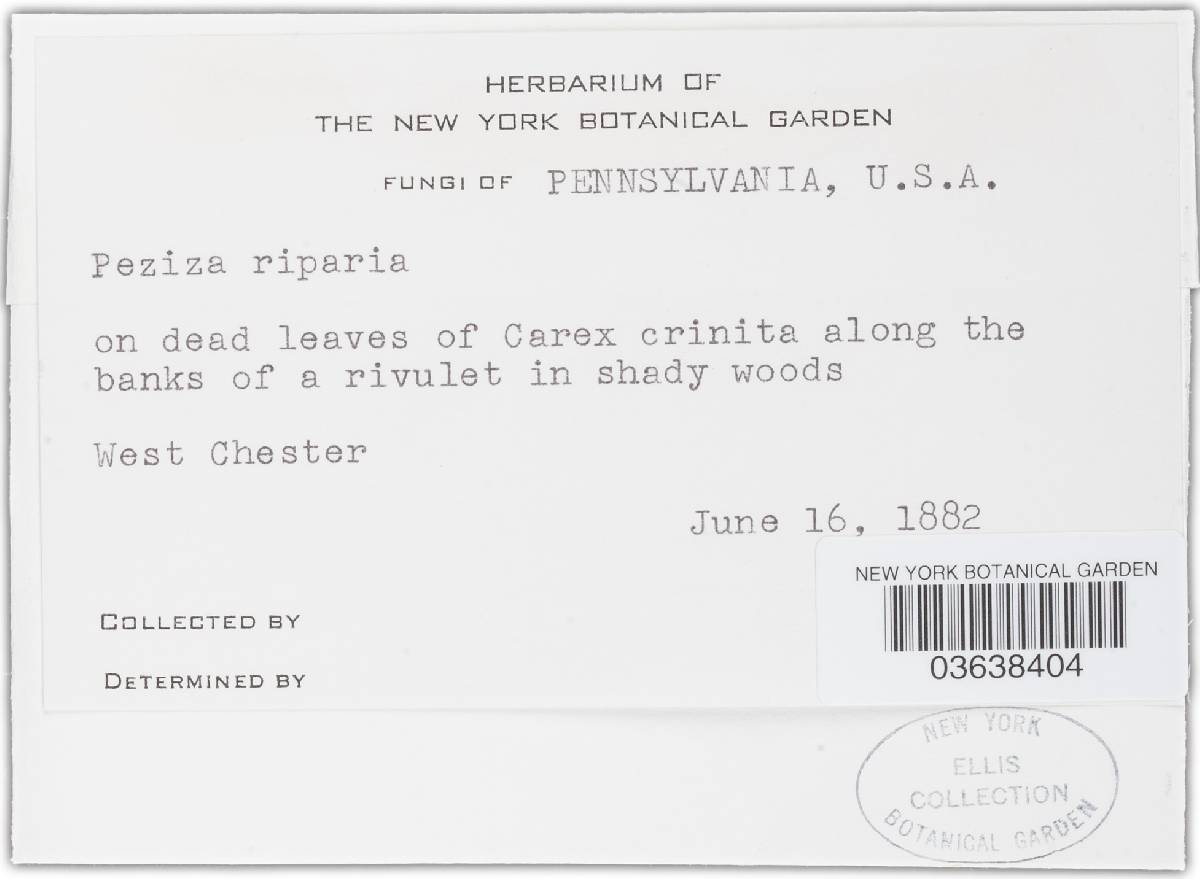 HERBARIUM OF
THE NEW YORK BOTANICAL GARDEN
FUNGI OF PENNSYLVANIA, U.S.A.
Peziza riparia
on dead leaves of Carex crinita along the
banks of a rivulet in shady woods
West Chester
June 16, 1882
NEW YORK BOTANICAL GARDEN
03638404
COLLECTED BY
DETERMINED BY
NEW YORK
ELLIS
COLLECTION
BOTANICAL GARDEN